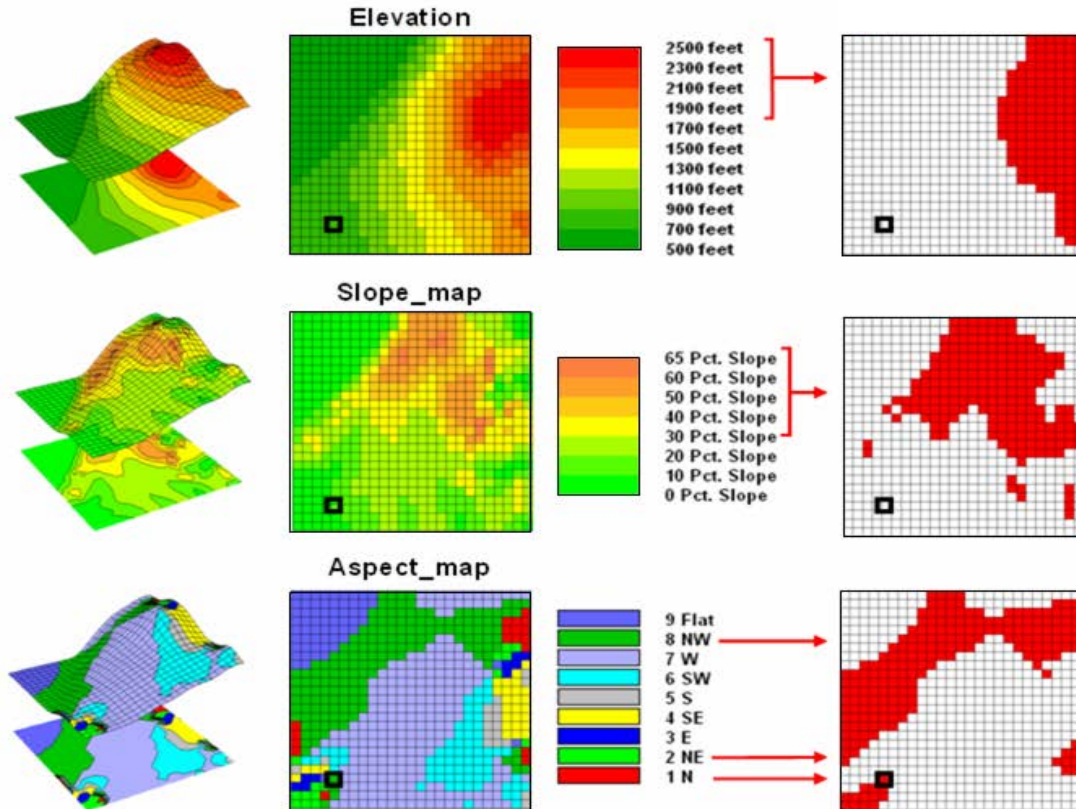 Elevation
2500 feet
2300 feet
2100 feet
1900 feet
1700 feet
1500 feet
1300 feet
1100 feet
900 feet
700 feet
500 feet
Slope_map
65 Pct. Slope
60 Pct. Slope
50 Pct. Slope
40 Pct. Slope
30 Pct. Slope
20 Pct. Slope
10 Pct. Slope
0 Pct. Slope
Aspect_map
9 Flat
8 NW
7 W
6 SW
5 S
4 SE
3 E
2 NE
1 N